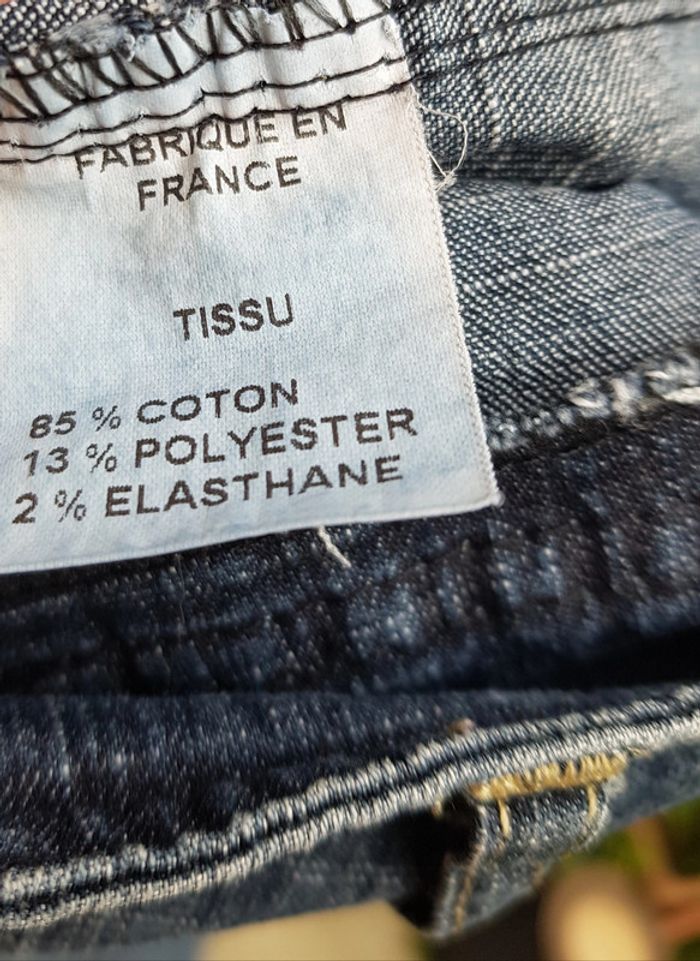 FABRIQUE EN
FRANCE
TISSU
85 % COTON
13 % POLYESTER
2 % ELASTHANE